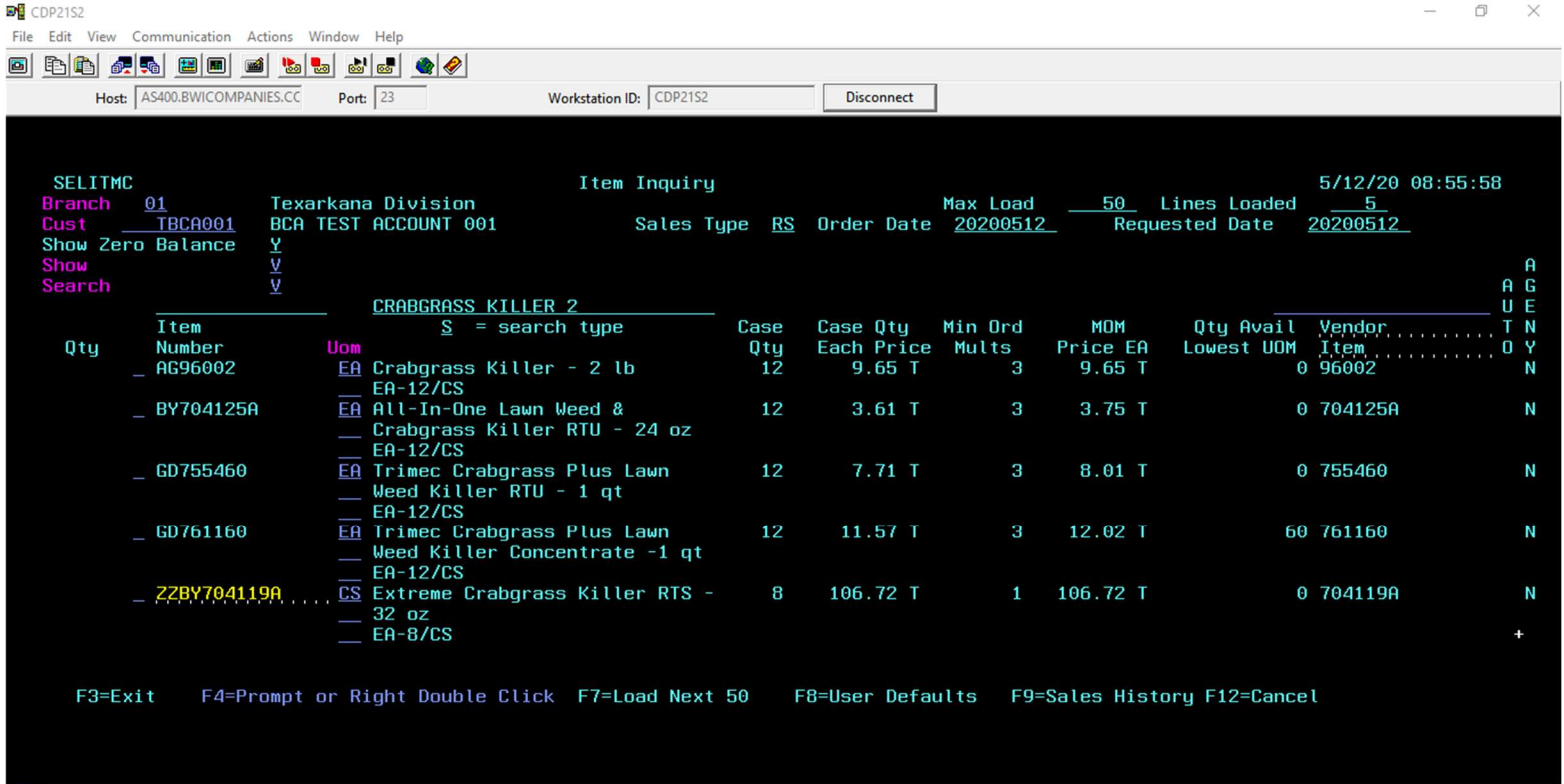 CDP21S2
File Edit View Communication Actions Window Help
Host: AS400.BWICOMPANIES.CC Port: 23 Workstation ID: CDP21S2 Disconnect
SELITMC Item Inquiry 5/12/20 08:55:58
Branch 01 Texarkana Division Max Load 50 Lines Loaded 5
Cust TBCA001 BCA TEST ACCOUNT 001 Sales Type RS Order Date 20200512 Requested Date 20200512
Show Zero Balance Y
Show V A
Search V A G
CRABGRASS KILLER 2 U E
Item S = search type Case Case Qty Min Ord MOM Qty Avail Vendor T N
Qty Number Uom Qty Each Price Mults Price EA Lowest UOM Item O Y
AG96002 EA Crabgrass Killer - 2 lb 12 9.65 T 3 9.65 T 0 96002 N
EA-12/CS
BY704125A EA All-In-One Lawn Weed & 12 3.61 T 3 3.75 T 0 704125A N
Crabgrass Killer RTU - 24 oz
EA-12/CS
GD755460 EA Trimec Crabgrass Plus Lawn 12 7.71 T 3 8.01 T 0 755460 N
Weed Killer RTU - 1 qt
EA-12/CS
GD761160 EA Trimec Crabgrass Plus Lawn 12 11.57 T 3 12.02 T 60 761160 N
Weed Killer Concentrate -1 qt
EA-12/CS
ZZBY704119A CS Extreme Crabgrass Killer RTS - 8 106.72 T 1 106.72 T 0 704119A N
32 oz
EA-8/CS +
F3=Exit F4=Prompt or Right Double Click F7=Load Next 50 F8=User Defaults F9=Sales History F12=Cancel